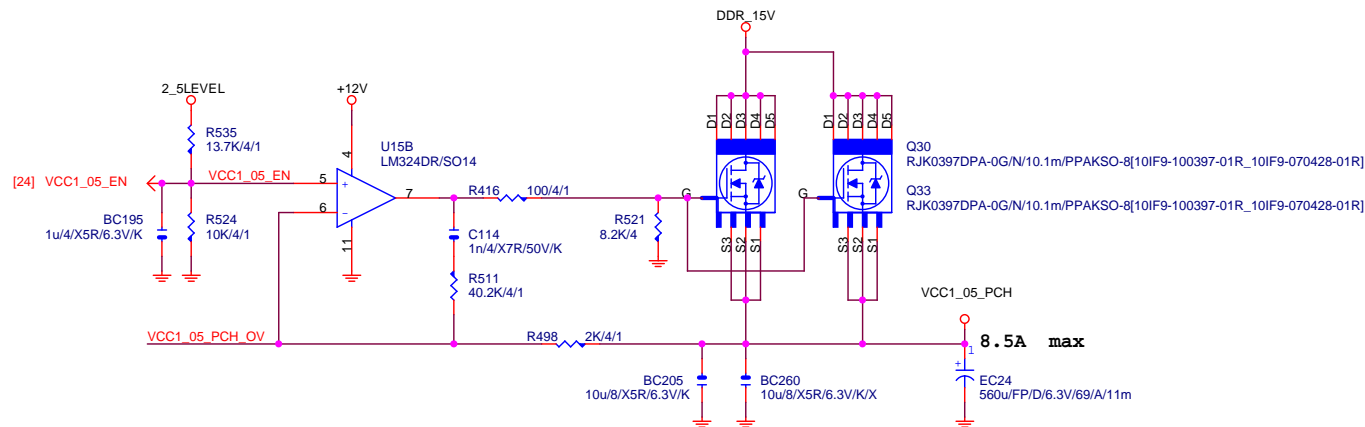 DDR_15V
2_5LEVEL
+12V
R535
13.7K/4/1
4
U15B
LM324DR/SO14
D1
D2
D3
D4
D5
D1
D2
D3
D4
D5
Q30
RJK0397DPA-0G/N/10.1m/PPAKSO-8[10IF9-100397-01R_10IF9-070428-01R]
Q33
RJK0397DPA-0G/N/10.1m/PPAKSO-8[10IF9-100397-01R_10IF9-070428-01R]
[24] VCC1_05_EN
VCC1_05_EN
5
+
6
-
7
11
R416
100/4/1
G
G
BC195
1u/4/X5R/6.3V/K
R524
10K/4/1
C114
1n/4/X7R/50V/K
R521
8.2K/4
S3
S2
S1
S3
S2
S1
R511
40.2K/4/1
VCC1_05_PCH
VCC1_05_PCH_OV
R498
2K/4/1
1
8.5A max
+
BC205
10u/8/X5R/6.3V/K
BC260
10u/8/X5R/6.3V/K/X
EC24
560u/FP/D/6.3V/69/A/11m